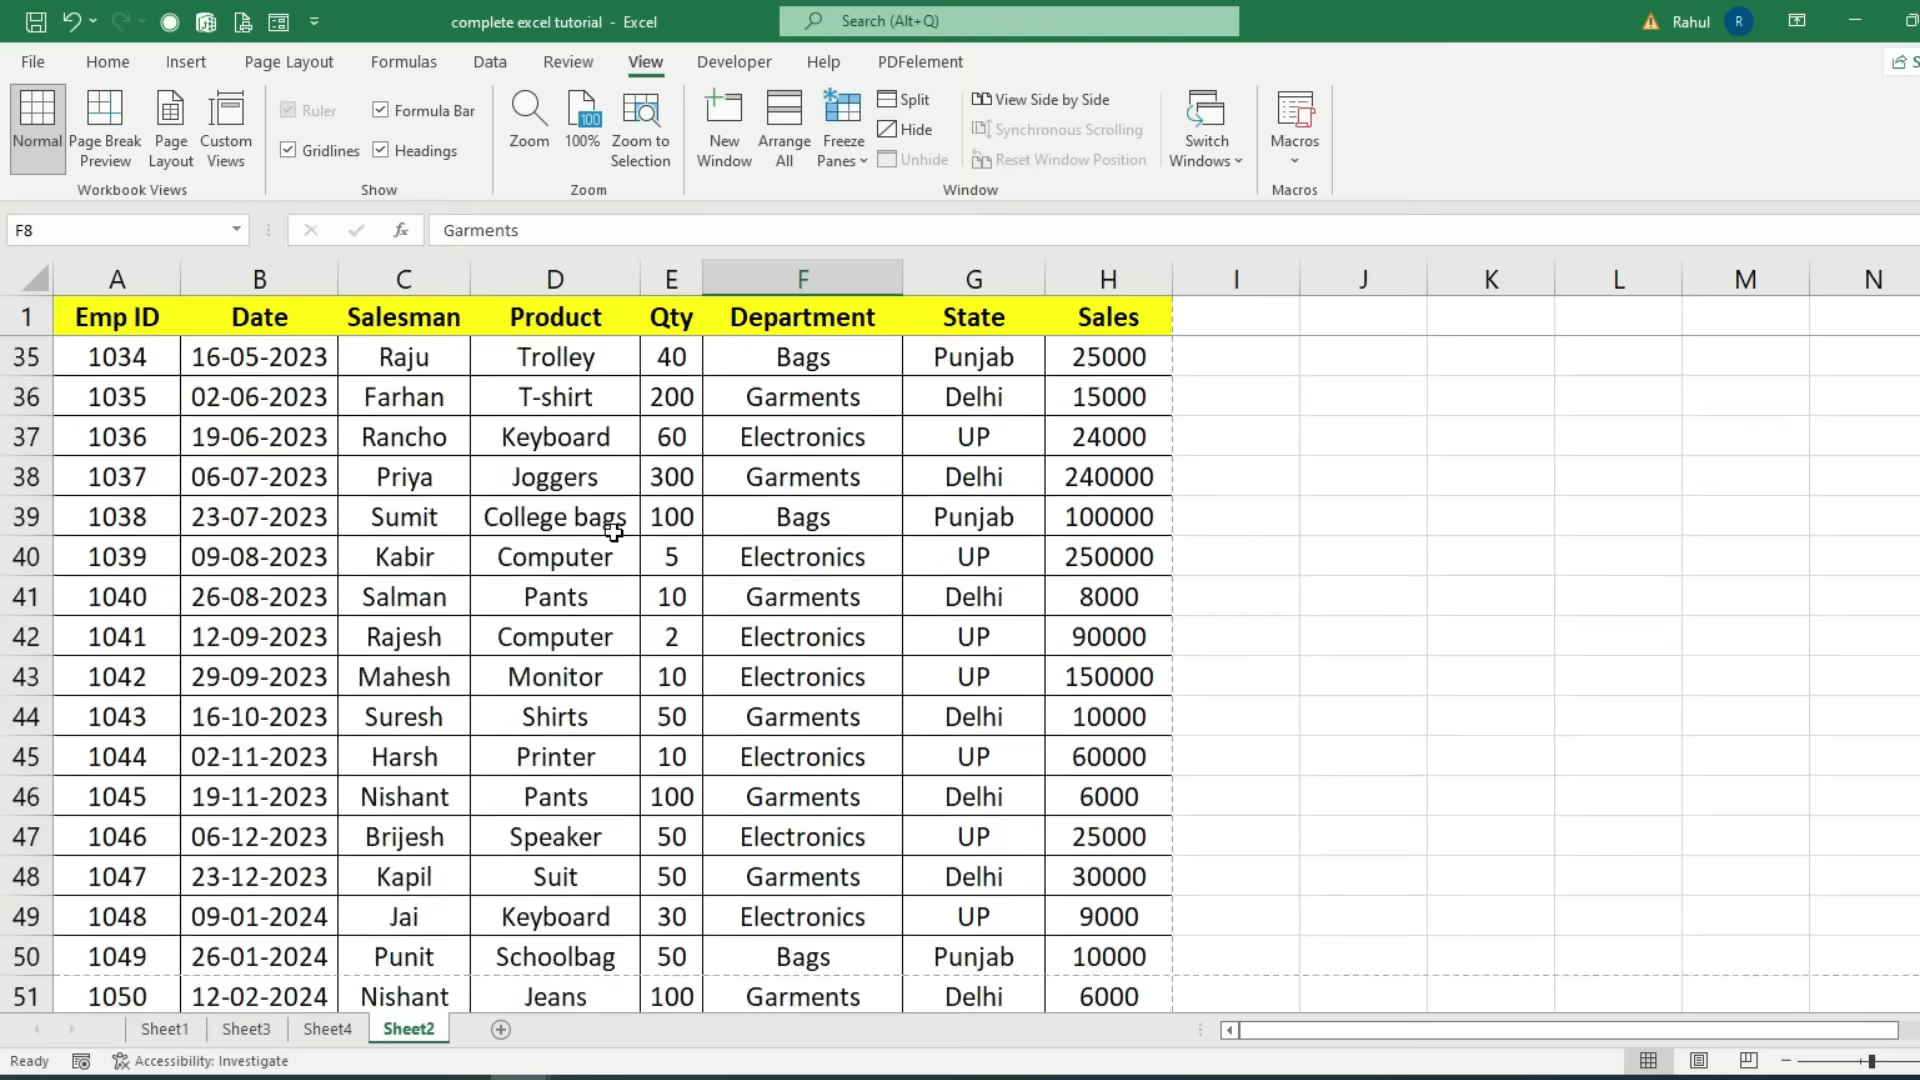 complete excel tutorial - Excel
Search (Alt+Q)
Rahul R
File Home Insert Page Layout Formulas Data Review View Developer Help PDFelement
Normal Page Break Preview Page Layout Custom Views
Workbook Views
Ruler Formula Bar
Gridlines Headings
Show
Zoom 100% Zoom to Selection
Zoom
New Window Arrange All Freeze Panes
Split
Hide
Unhide
View Side by Side
Synchronous Scrolling
Reset Window Position
Window
Switch Windows
Macros
Macros
F8 fx Garments
A B C D E F G H I J K L M N
1 Emp ID Date Salesman Product Qty Department State Sales
35 1034 16-05-2023 Raju Trolley 40 Bags Punjab 25000
36 1035 02-06-2023 Farhan T-shirt 200 Garments Delhi 15000
37 1036 19-06-2023 Rancho Keyboard 60 Electronics UP 24000
38 1037 06-07-2023 Priya Joggers 300 Garments Delhi 240000
39 1038 23-07-2023 Sumit College bags 100 Bags Punjab 100000
40 1039 09-08-2023 Kabir Computer 5 Electronics UP 250000
41 1040 26-08-2023 Salman Pants 10 Garments Delhi 8000
42 1041 12-09-2023 Rajesh Computer 2 Electronics UP 90000
43 1042 29-09-2023 Mahesh Monitor 10 Electronics UP 150000
44 1043 16-10-2023 Suresh Shirts 50 Garments Delhi 10000
45 1044 02-11-2023 Harsh Printer 10 Electronics UP 60000
46 1045 19-11-2023 Nishant Pants 100 Garments Delhi 6000
47 1046 06-12-2023 Brijesh Speaker 50 Electronics UP 25000
48 1047 23-12-2023 Kapil Suit 50 Garments Delhi 30000
49 1048 09-01-2024 Jai Keyboard 30 Electronics UP 9000
50 1049 26-01-2024 Punit Schoolbag 50 Bags Punjab 10000
51 1050 12-02-2024 Nishant Jeans 100 Garments Delhi 6000
Sheet1 Sheet3 Sheet4 Sheet2
Ready Accessibility: Investigate